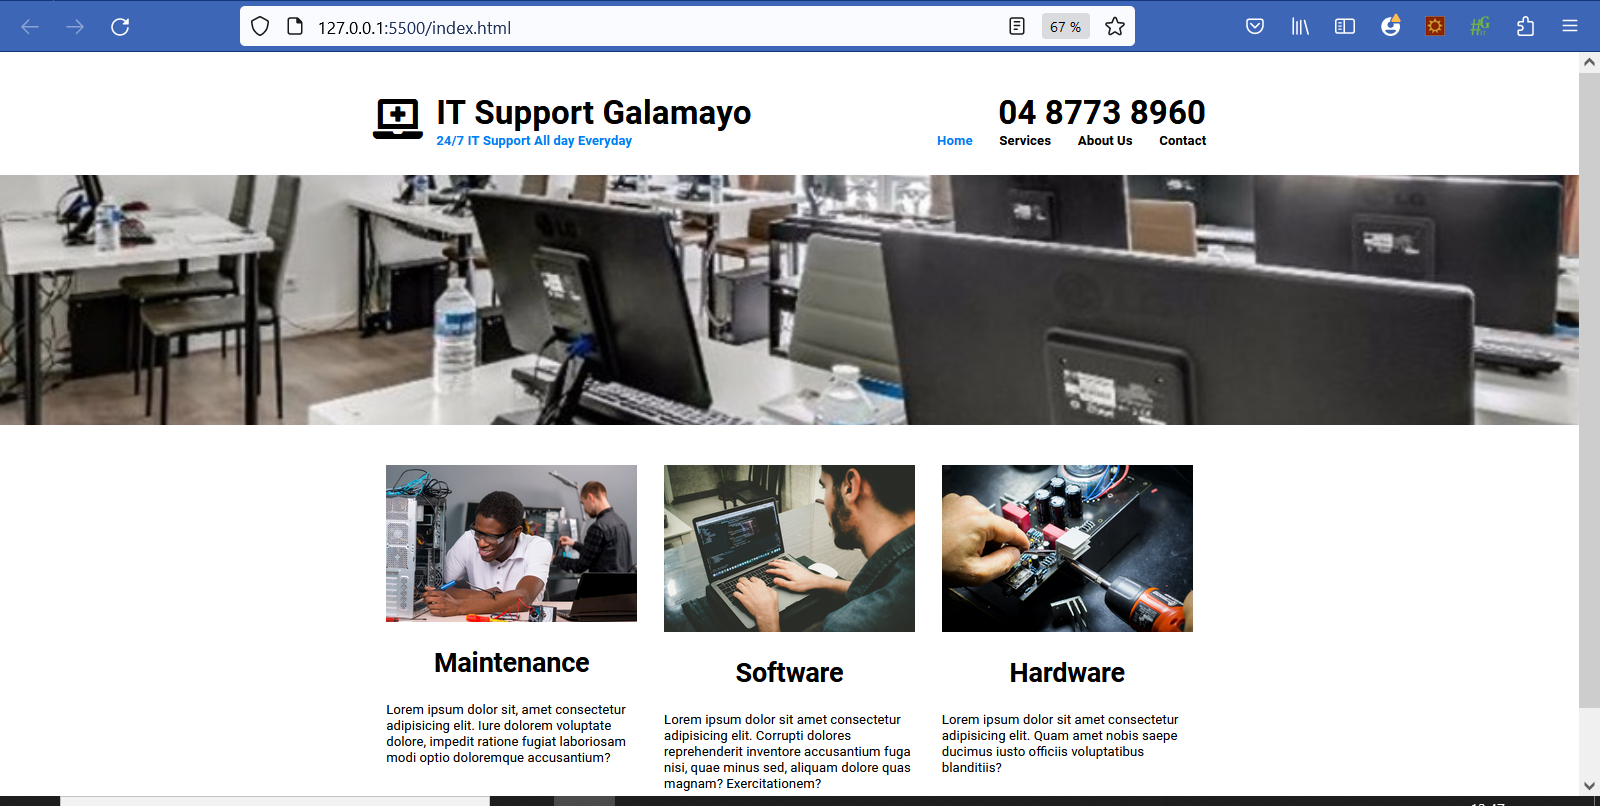 127.0.0.1:5500/index.html
67 %
IT Support Galamayo
24/7 IT Support All day Everyday
04 8773 8960
Home Services About Us Contact
LG
LG
Maintenance
Lorem ipsum dolor sit, amet consectetur
adipisicing elit. Iure dolorem voluptate
dolore, impedit ratione fugiat laboriosam
modi optio doloremque accusantium?
Software
Lorem ipsum dolor sit amet consectetur
adipisicing elit. Corrupti dolores
reprehenderit inventore accusantium fuga
nisi, quae minus sed, aliquam dolore quas
magnam? Exercitationem?
Hardware
Lorem ipsum dolor sit amet consectetur
adipisicing elit. Quam amet nobis saepe
ducimus iusto officiis voluptatibus
blanditiis?